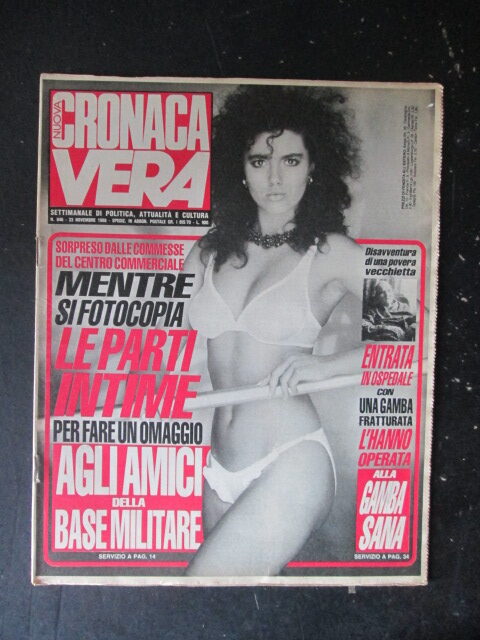 NUOVA
CRONACA
VERA
SETTIMANALE DI POLITICA, ATTUALITÀ E CULTURA
SORPRESO DALLE COMMESSE
DEL CENTRO COMMERCIALE
MENTRE
SI FOTOCOPIA
LE PARTI
INTIME
PER FARE UN OMAGGIO
AGLI AMICI
DELLA
BASE MILITARE
SERVIZIO A PAG. 14
Disavventura
di una povera
vecchietta
ENTRATA
IN OSPEDALE
CON
UNA GAMBA
FRATTURATA
L'HANNO
OPERATA
ALLA
GAMBA
SANA
SERVIZIO A PAG. 34